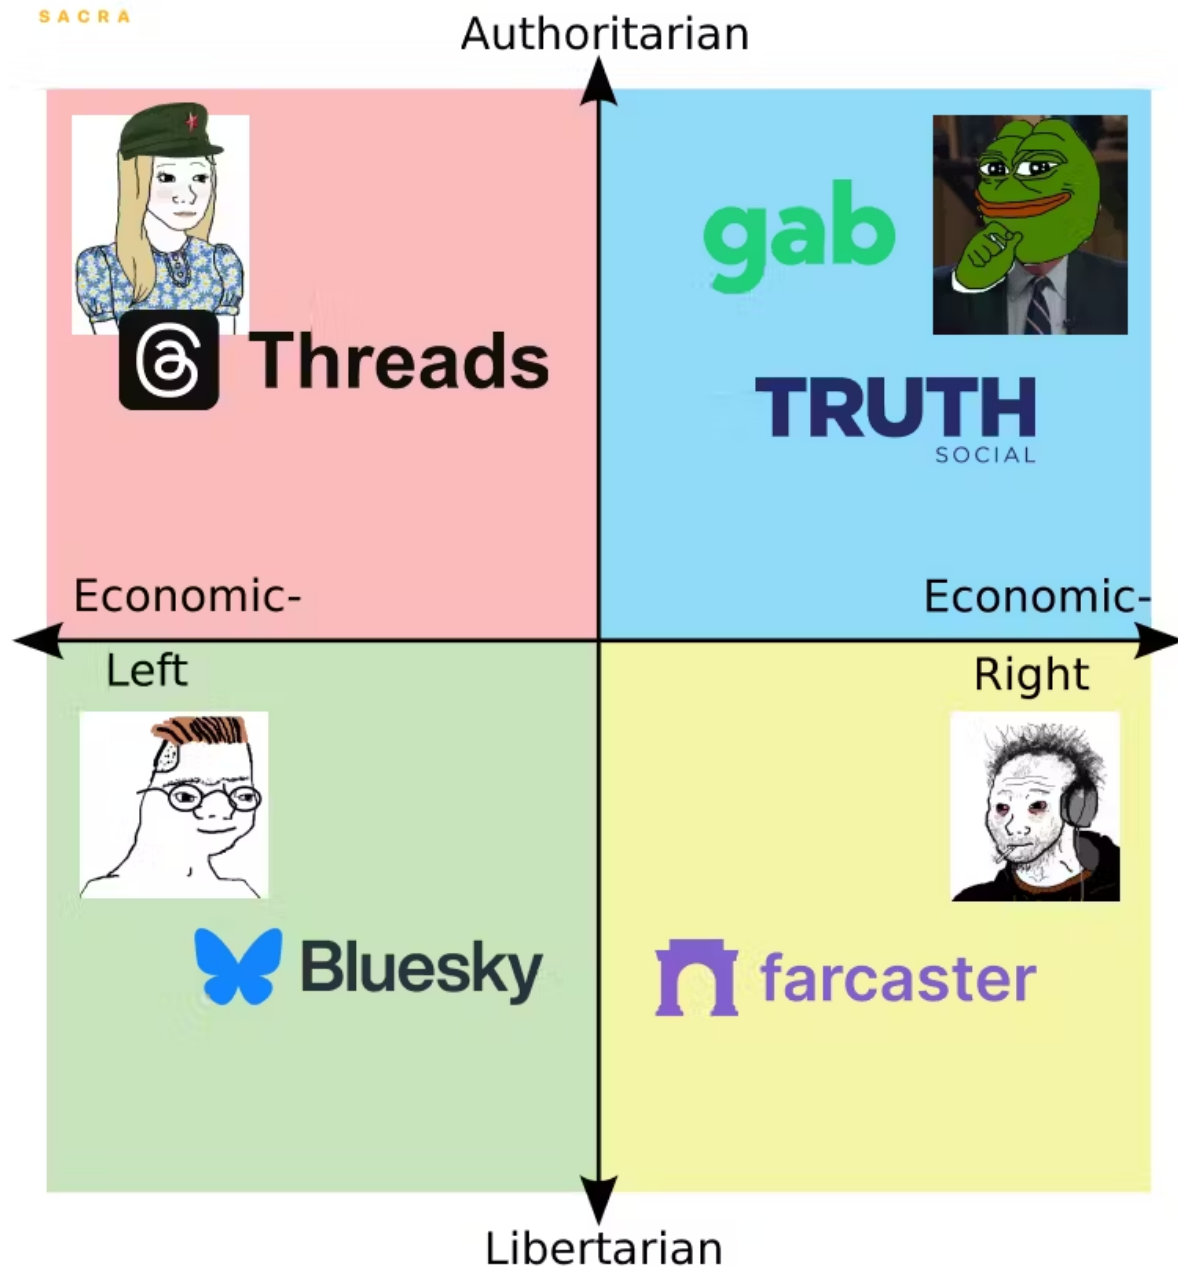 SACRA
Authoritarian
gab
Threads
TRUTH
SOCIAL
Economic-
Left
Economic-
Right
Bluesky
farcaster
Libertarian